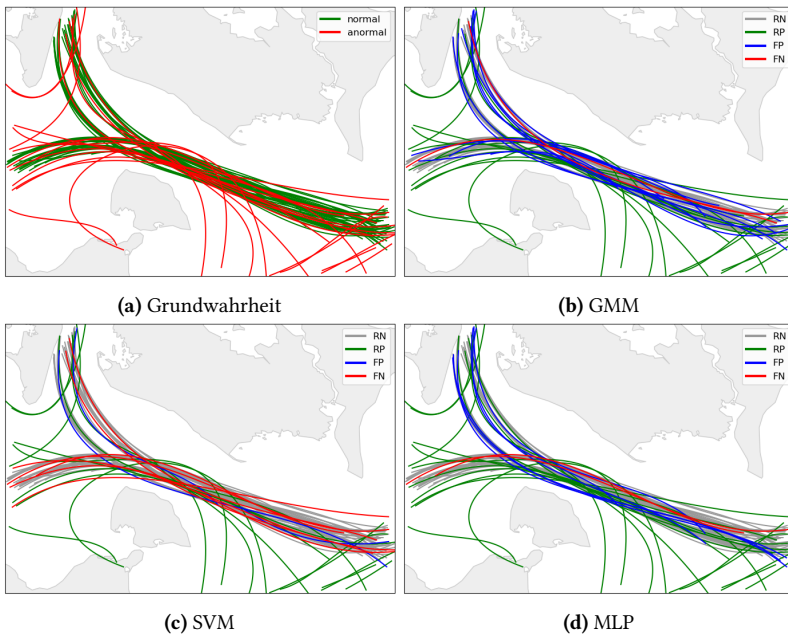 normal
anormal
RN
RP
FP
FN
(a) Grundwahrheit
(b) GMM
RN
RP
FP
FN
RN
RP
FP
FN
(c) SVM
(d) MLP